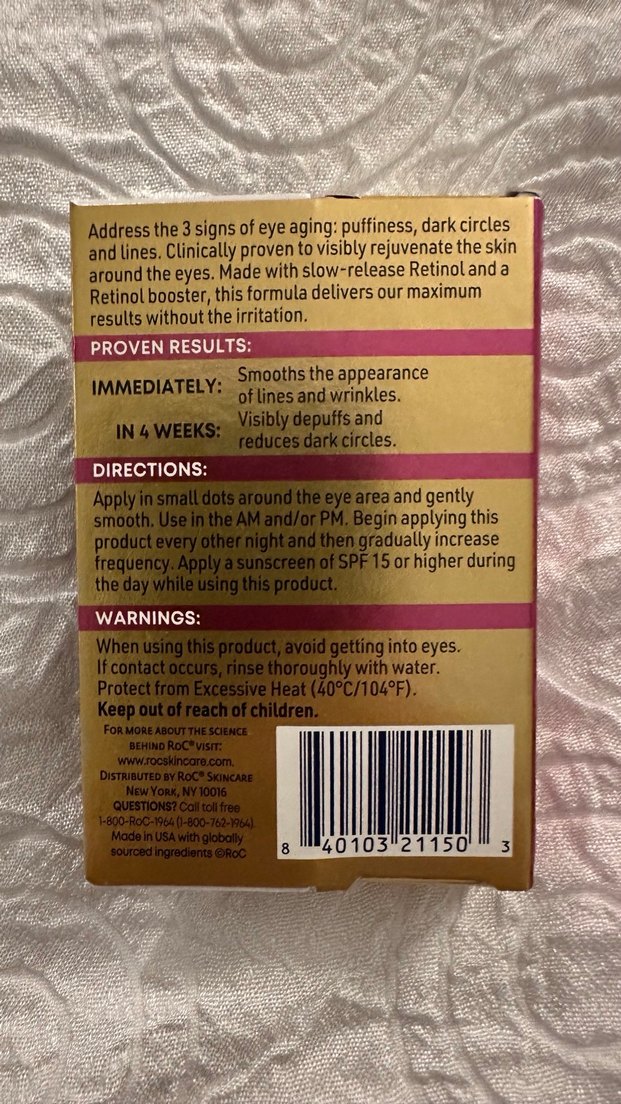 Address the 3 signs of eye aging: puffiness, dark circles
and lines. Clinically proven to visibly rejuvenate the skin
around the eyes. Made with slow-release Retinol and a
Retinol booster, this formula delivers our maximum
results without the irritation.
PROVEN RESULTS:
IMMEDIATELY: Smooths the appearance
of lines and wrinkles.
IN 4 WEEKS: Visibly depuffs and
reduces dark circles.
DIRECTIONS:
Apply in small dots around the eye area and gently
smooth. Use in the AM and/or PM. Begin applying this
product every other night and then gradually increase
frequency. Apply a sunscreen of SPF 15 or higher during
the day while using this product.
WARNINGS:
When using this product, avoid getting into eyes.
If contact occurs, rinse thoroughly with water.
Protect from Excessive Heat (40°C/104°F).
Keep out of reach of children.
FOR MORE ABOUT THE SCIENCE
BEHIND RoC® VISIT:
www.rocskincare.com.
DISTRIBUTED BY RoC® SKINCARE
NEW YORK, NY 10016
QUESTIONS? Call toll free
1-800-RoC-1964 (1-800-762-1964).
Made in USA with globally
sourced ingredients ©RoC
8 40103 21150 3